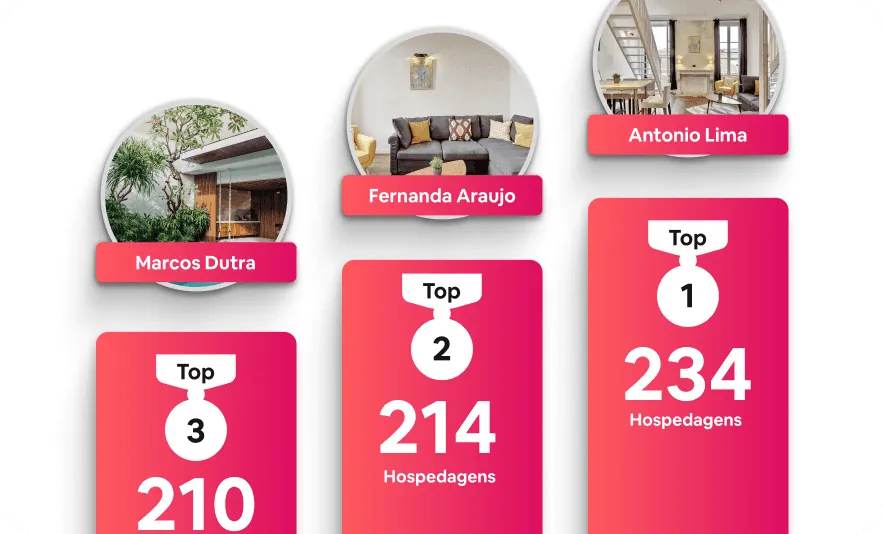 Marcos Dutra
Top
3
210
Fernanda Araujo
Top
2
214
Hospedagens
Antonio Lima
Top
1
234
Hospedagens